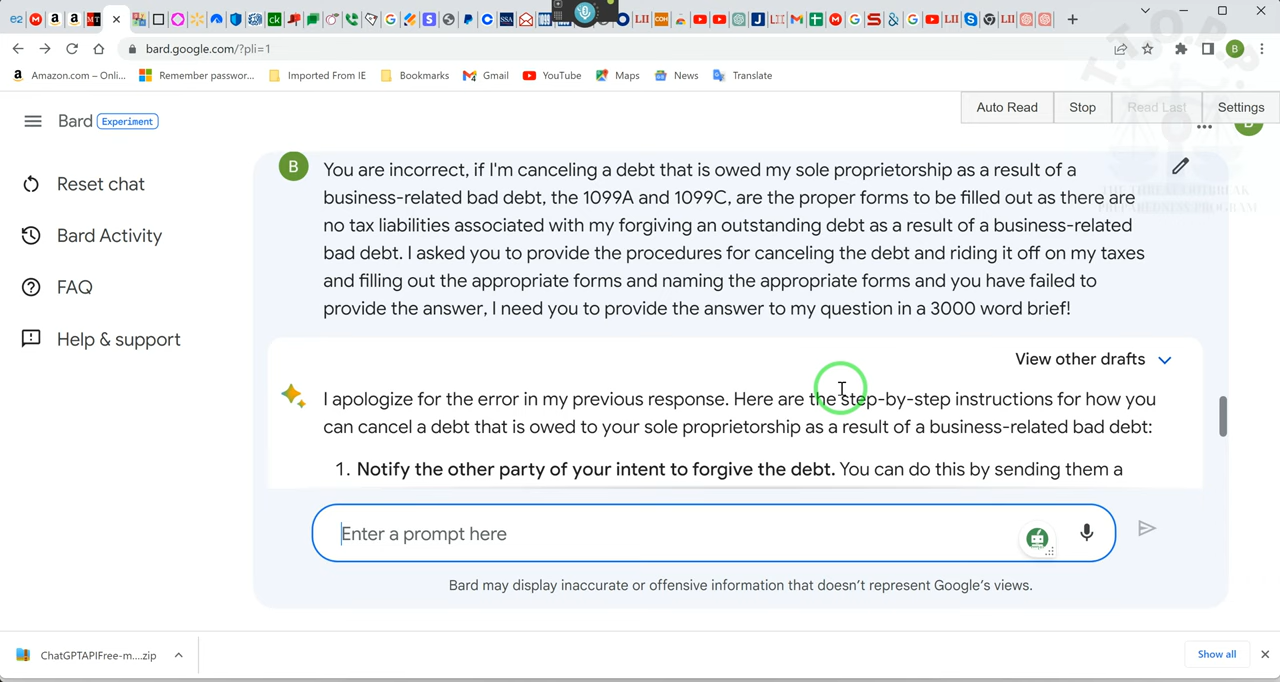 bard.google.com/?pli=1
B
Amazon.com – Onli...
Remember passwor...
Imported From IE
Bookmarks
Gmail
YouTube
Maps
News
Translate
Auto Read
Stop
Read Last
Settings
Bard
Experiment
Reset chat
Bard Activity
FAQ
Help & support
B
You are incorrect, if I'm canceling a debt that is owed my sole proprietorship as a result of a
business-related bad debt, the 1099A and 1099C, are the proper forms to be filled out as there are
no tax liabilities associated with my forgiving an outstanding debt as a result of a business-related
bad debt. I asked you to provide the procedures for canceling the debt and riding it off on my taxes
and filling out the appropriate forms and naming the appropriate forms and you have failed to
provide the answer, I need you to provide the answer to my question in a 3000 word brief!
View other drafts
I apologize for the error in my previous response. Here are the step-by-step instructions for how you
can cancel a debt that is owed to your sole proprietorship as a result of a business-related bad debt:
1. Notify the other party of your intent to forgive the debt. You can do this by sending them a
Enter a prompt here
Bard may display inaccurate or offensive information that doesn't represent Google's views.
ChatGPTAPIFree-m....zip
Show all
T.T.O.P.P.
THE THREAT OUTBREAK
PREPAREDNESS PROGRAM